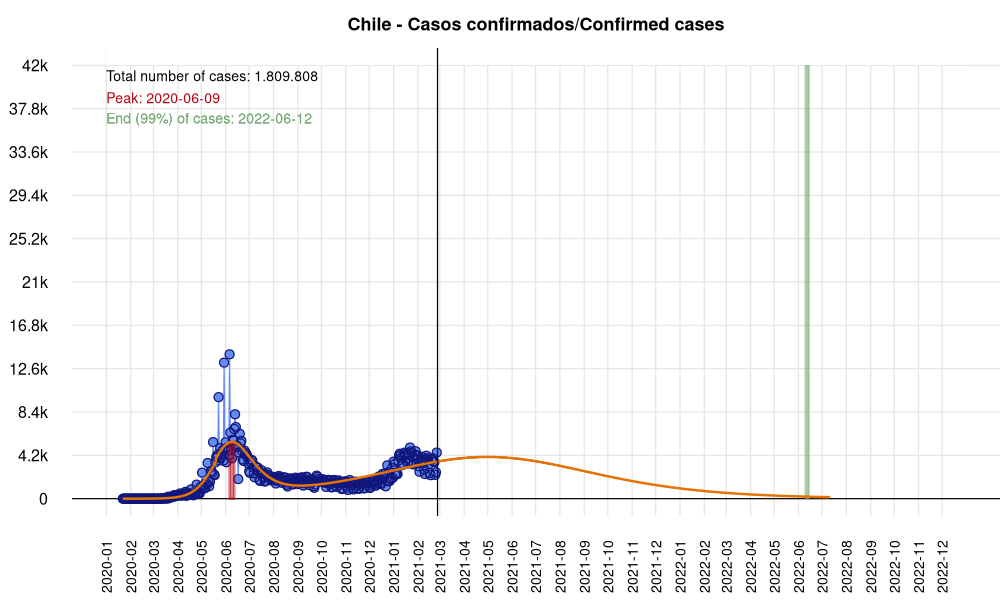 Chile - Casos confirmados/Confirmed cases
Total number of cases: 1.809.808
Peak: 2020-06-09
End (99%) of cases: 2022-06-12
42k
37.8k
33.6k
29.4k
25.2k
21k
16.8k
12.6k
8.4k
4.2k
0
2020-01
2020-02
2020-03
2020-04
2020-05
2020-06
2020-07
2020-08
2020-09
2020-10
2020-11
2020-12
2021-01
2021-02
2021-03
2021-04
2021-05
2021-06
2021-07
2021-08
2021-09
2021-10
2021-11
2021-12
2022-01
2022-02
2022-03
2022-04
2022-05
2022-06
2022-07
2022-08
2022-09
2022-10
2022-11
2022-12